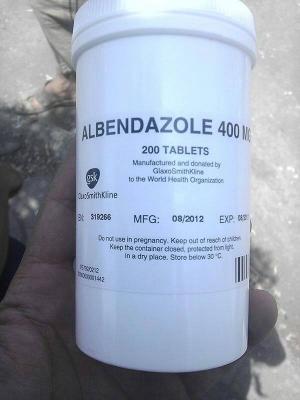 ALBENDAZOLE 400 MG
200 TABLETS
Manufactured and donated by
GlaxoSmithKline
to the World Health Organization
gsk
GlaxoSmithKline
319266 MFG: 08/2012 EXP:
Do not use in pregnancy. Keep out of reach of children.
Keep the container closed, protected from light,
in a dry place. Store below 30 °C.